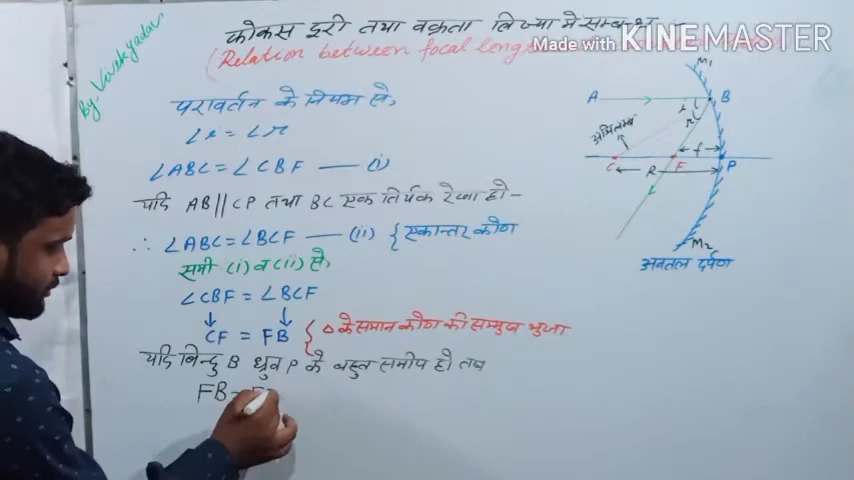 फोकस दूरी तथा वक्रता त्रिज्या मे सम्बन्ध
(Relation between focal
Made with KINEMASTER
By. Vivek yadav
परावर्तन के नियम से,
∠i = ∠r
∠ABC = ∠CBF — (i)
यदि AB || CP तथा BC एक तिर्यक रेखा हो -
∴ ∠ABC = ∠BCF — (ii) { एकान्तर कोण
समी (i) व (ii) से,
∠CBF = ∠BCF
CF = FB { Δ के समान कोण की सम्मुख भुजा
यदि बिन्दु B ध्रुव P के बहुत समीप हो तब
FB =
M1
A
B
i
r
अभिलम्ब
f
C
F
P
R
M2
अवतल दर्पण